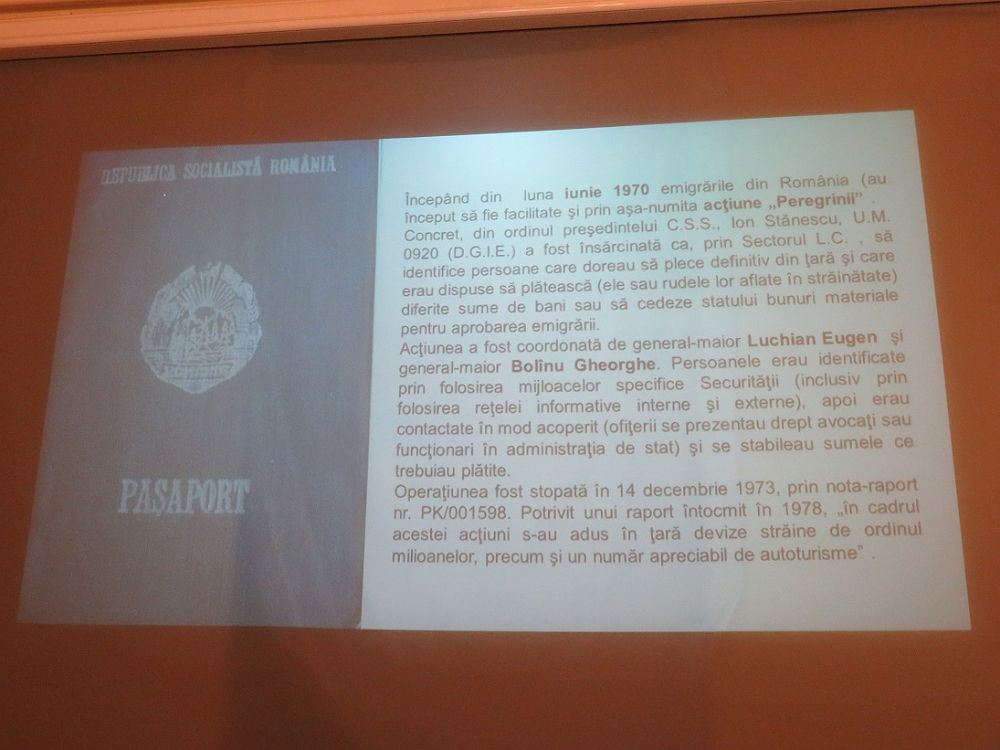 REPUBLICA SOCIALISTĂ ROMÂNIA
PAŞAPORT
Începând din luna iunie 1970 emigrările din România (au
început să fie facilitate şi prin aşa-numita acţiune „Peregrinii” .
Concret, din ordinul preşedintelui C.S.S., Ion Stănescu, U.M.
0920 (D.G.I.E.) a fost însărcinată ca, prin Sectorul L.C. , să
identifice persoane care doreau să plece definitiv din ţară şi care
erau dispuse să plătească (ele sau rudele lor aflate în străinătate)
diferite sume de bani sau să cedeze statului bunuri materiale
pentru aprobarea emigrării.
Acţiunea a fost coordonată de general-maior Luchian Eugen şi
general-maior Bolînu Gheorghe. Persoanele erau identificate
prin folosirea mijloacelor specifice Securităţii (inclusiv prin
folosirea reţelei informative interne şi externe), apoi erau
contactate în mod acoperit (ofiţerii se prezentau drept avocaţi sau
funcţionari în administraţia de stat) şi se stabileau sumele ce
trebuiau plătite.
Operaţiunea fost stopată în 14 decembrie 1973, prin nota-raport
nr. PK/001598. Potrivit unui raport întocmit în 1978, „în cadrul
acestei acţiuni s-au adus în ţară devize străine de ordinul
milioanelor, precum şi un număr apreciabil de autoturisme” .